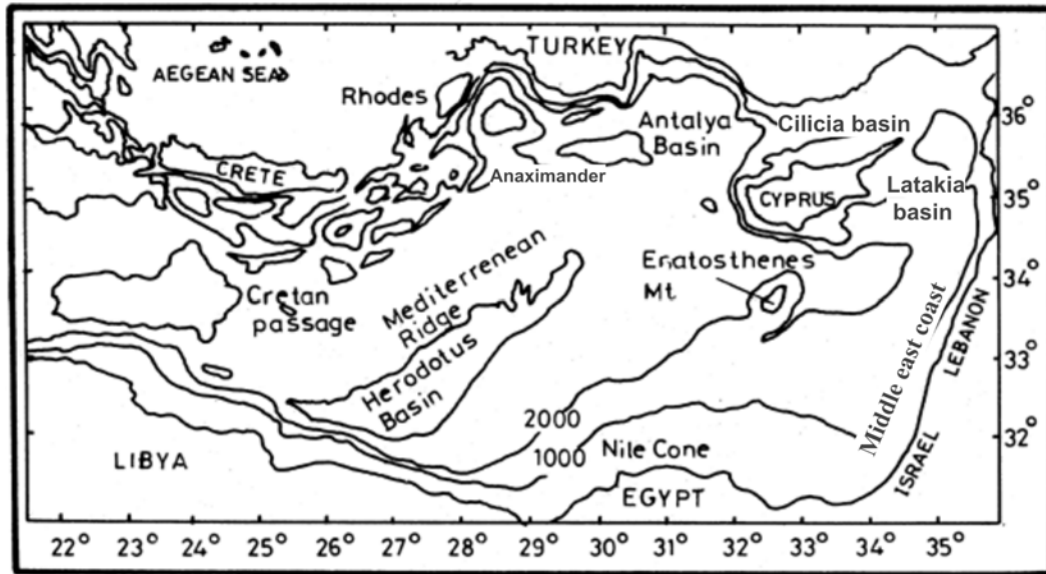 TURKEY
AEGEAN SEA
Rhodes
36°
Antalya
Basin
Cilicia basin
CRETE
Anaximander
35°
CYPRUS
Latakia
basin
Mediterrenean
Ridge
Eratosthenes
Mt
34°
Cretan
passage
Middle east coast
LEBANON
33°
Herodotus
Basin
2000
32°
1000
Nile Cone
LIBYA
ISRAEL
EGYPT
22° 23° 24° 25° 26° 27° 28° 29° 30° 31° 32° 33° 34° 35°